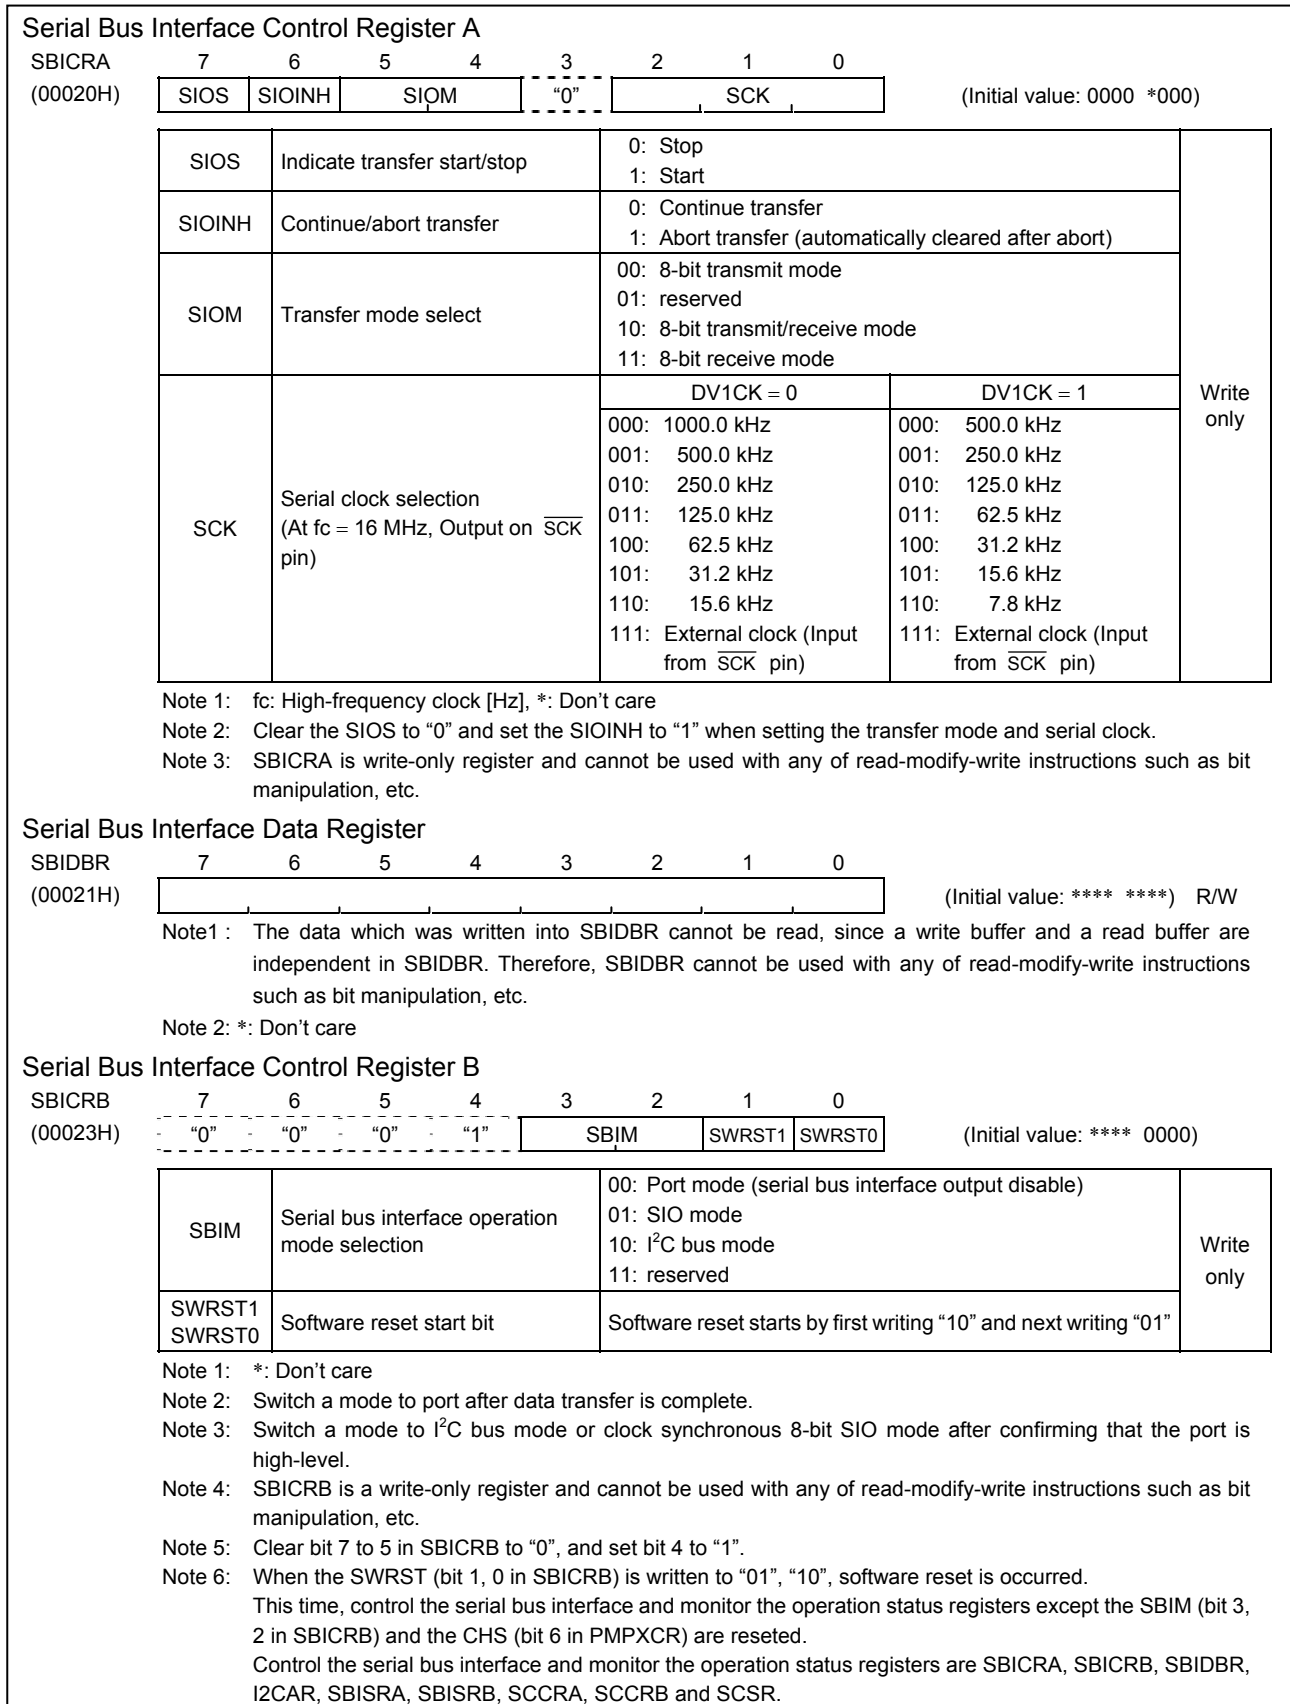 Serial Bus Interface Control Register A
SBICRA 7 6 5 4 3 2 1 0
(00020H) SIOS SIOINH SIOM “0” SCK (Initial value: 0000 *000)
SIOS Indicate transfer start/stop 0: Stop
1: Start
SIOINH Continue/abort transfer 0: Continue transfer
1: Abort transfer (automatically cleared after abort)
SIOM Transfer mode select 00: 8-bit transmit mode
01: reserved
10: 8-bit transmit/receive mode
11: 8-bit receive mode
SCK Serial clock selection
(At fc = 16 MHz, Output on SCK
pin)
DV1CK = 0 DV1CK = 1
000: 1000.0 kHz 000: 500.0 kHz
001: 500.0 kHz 001: 250.0 kHz
010: 250.0 kHz 010: 125.0 kHz
011: 125.0 kHz 011: 62.5 kHz
100: 62.5 kHz 100: 31.2 kHz
101: 31.2 kHz 101: 15.6 kHz
110: 15.6 kHz 110: 7.8 kHz
111: External clock (Input 111: External clock (Input
from SCK pin) from SCK pin)
Write
only
Note 1: fc: High-frequency clock [Hz], *: Don’t care
Note 2: Clear the SIOS to “0” and set the SIOINH to “1” when setting the transfer mode and serial clock.
Note 3: SBICRA is write-only register and cannot be used with any of read-modify-write instructions such as bit
manipulation, etc.
Serial Bus Interface Data Register
SBIDBR 7 6 5 4 3 2 1 0
(00021H) (Initial value: **** ****) R/W
Note1 : The data which was written into SBIDBR cannot be read, since a write buffer and a read buffer are
independent in SBIDBR. Therefore, SBIDBR cannot be used with any of read-modify-write instructions
such as bit manipulation, etc.
Note 2: *: Don’t care
Serial Bus Interface Control Register B
SBICRB 7 6 5 4 3 2 1 0
(00023H) “0” “0” “0” “1” SBIM SWRST1 SWRST0 (Initial value: **** 0000)
SBIM Serial bus interface operation
mode selection
00: Port mode (serial bus interface output disable)
01: SIO mode
10: I²C bus mode
11: reserved
Write
only
SWRST1
SWRST0
Software reset start bit Software reset starts by first writing “10” and next writing “01”
Note 1: *: Don’t care
Note 2: Switch a mode to port after data transfer is complete.
Note 3: Switch a mode to I²C bus mode or clock synchronous 8-bit SIO mode after confirming that the port is
high-level.
Note 4: SBICRB is a write-only register and cannot be used with any of read-modify-write instructions such as bit
manipulation, etc.
Note 5: Clear bit 7 to 5 in SBICRB to “0”, and set bit 4 to “1”.
Note 6: When the SWRST (bit 1, 0 in SBICRB) is written to “01”, “10”, software reset is occurred.
This time, control the serial bus interface and monitor the operation status registers except the SBIM (bit 3,
2 in SBICRB) and the CHS (bit 6 in PMPXCR) are reseted.
Control the serial bus interface and monitor the operation status registers are SBICRA, SBICRB, SBIDBR,
I2CAR, SBISRA, SBISRB, SCCRA, SCCRB and SCSR.